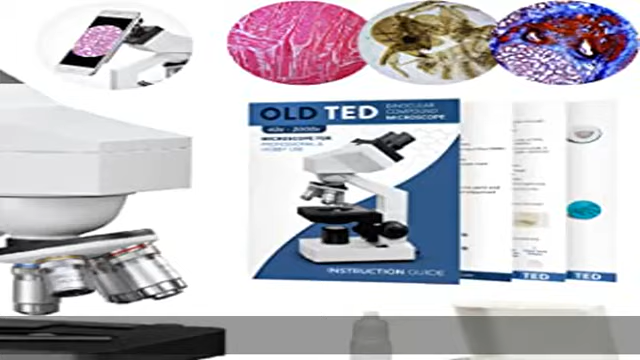 OLD TED BINOCULAR
COMPOUND
MICROSCOPE
40x - 2000x
MICROSCOPE FOR
PROFESSIONAL &
HOBBY USE
INSTRUCTION GUIDE
TED
TED